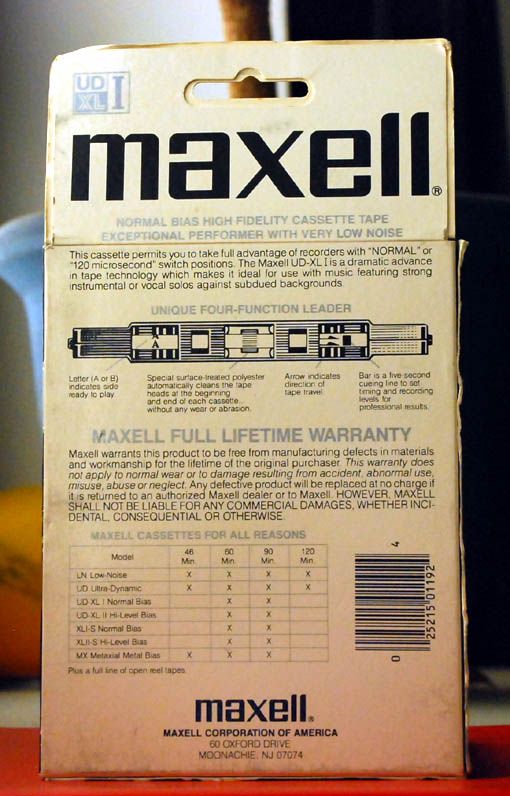 UD
XL I
maxell®
NORMAL BIAS HIGH FIDELITY CASSETTE TAPE
EXCEPTIONAL PERFORMER WITH VERY LOW NOISE
This cassette permits you to take full advantage of recorders with "NORMAL" or
"120 microsecond" switch positions. The Maxell UD-XL I is a dramatic advance
in tape technology which makes it ideal for use with music featuring strong
instrumental or vocal solos against subdued backgrounds.
UNIQUE FOUR-FUNCTION LEADER
A
Letter (A or B)
indicates side
ready to play.
Special surface-treated polyester
automatically cleans the tape
heads at the beginning
and end of each cassette...
without any wear or abrasion.
Arrow indicates
direction of
tape travel.
Bar is a five second
cueing line to set
timing and recording
levels for
professional results.
MAXELL FULL LIFETIME WARRANTY
Maxell warrants this product to be free from manufacturing defects in materials
and workmanship for the lifetime of the original purchaser. This warranty does
not apply to normal wear or to damage resulting from accident, abnormal use,
misuse, abuse or neglect. Any defective product will be replaced at no charge if
it is returned to an authorized Maxell dealer or to Maxell. HOWEVER, MAXELL
SHALL NOT BE LIABLE FOR ANY COMMERCIAL DAMAGES, WHETHER INCI-
DENTAL, CONSEQUENTIAL OR OTHERWISE.
MAXELL CASSETTES FOR ALL REASONS
Model 46 Min. 60 Min. 90 Min. 120 Min.
LN Low-Noise X X X X
UD Ultra-Dynamic X X X X
UD-XL I Normal Bias X X
UD-XL II Hi-Level Bias X X
XLI-S Normal Bias X X
XLII-S Hi-Level Bias X X
MX Metaxial Metal Bias X X X
Plus a full line of open reel tapes.
0 25215 01192 4
maxell®
MAXELL CORPORATION OF AMERICA
60 OXFORD DRIVE
MOONACHIE, NJ 07074